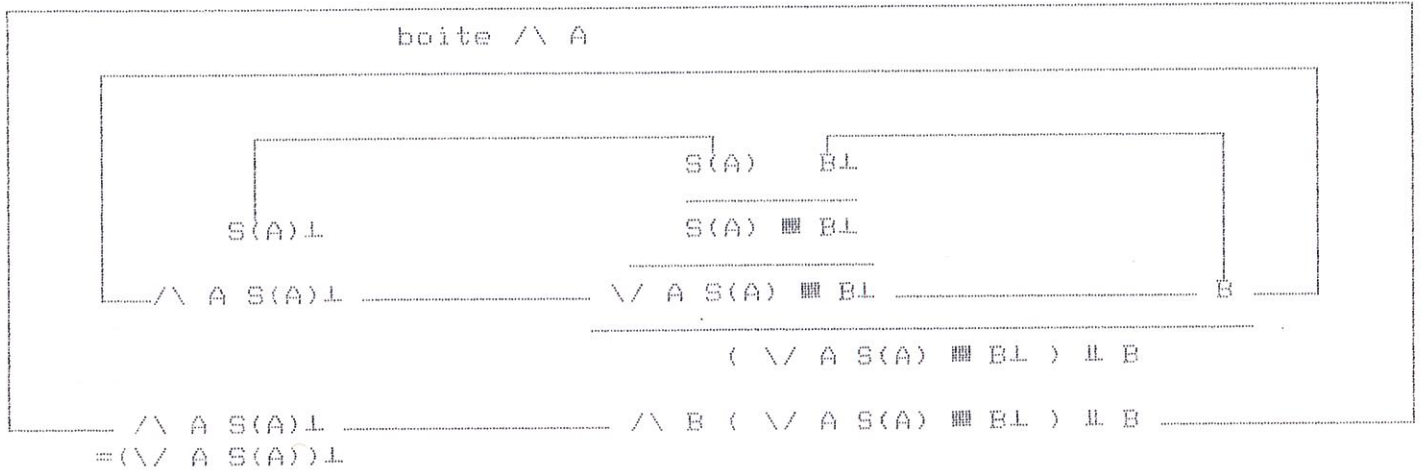 boite /\ A
S(A) B⊥
S(A)⊥ S(A) ▩ B⊥
/\ A S(A)⊥ \/ A S(A) ▩ B⊥ B
( \/ A S(A) ▩ B⊥ ) ⅃⅃ B
/\ A S(A)⊥ /\ B ( \/ A S(A) ▩ B⊥ ) ⅃⅃ B
=(\/ A S(A))⊥